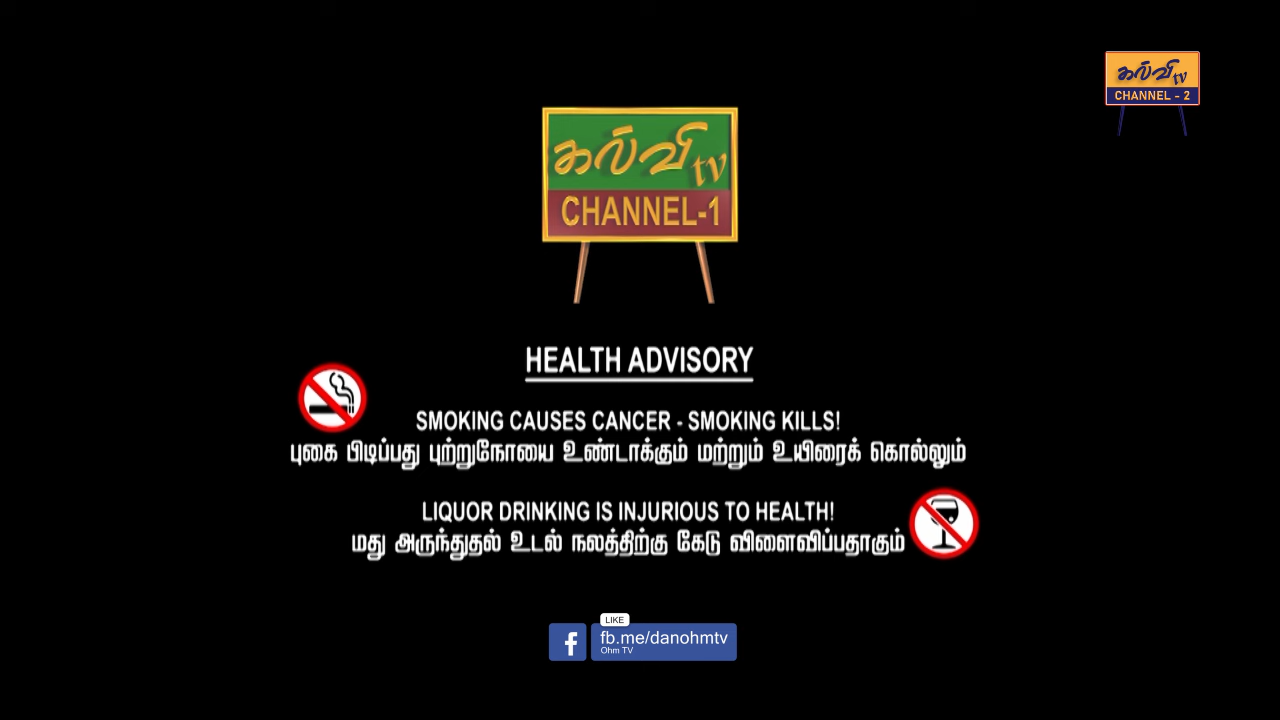 கல்வி tv
CHANNEL - 2
கல்வி tv
CHANNEL-1
HEALTH ADVISORY
SMOKING CAUSES CANCER - SMOKING KILLS!
புகை பிடிப்பது புற்றுநோயை உண்டாக்கும் மற்றும் உயிரைக் கொல்லும்
LIQUOR DRINKING IS INJURIOUS TO HEALTH!
மது அருந்துதல் உடல் நலத்திற்கு கேடு விளைவிப்பதாகும்
LIKE
f fb.me/danohmtv
Ohm TV